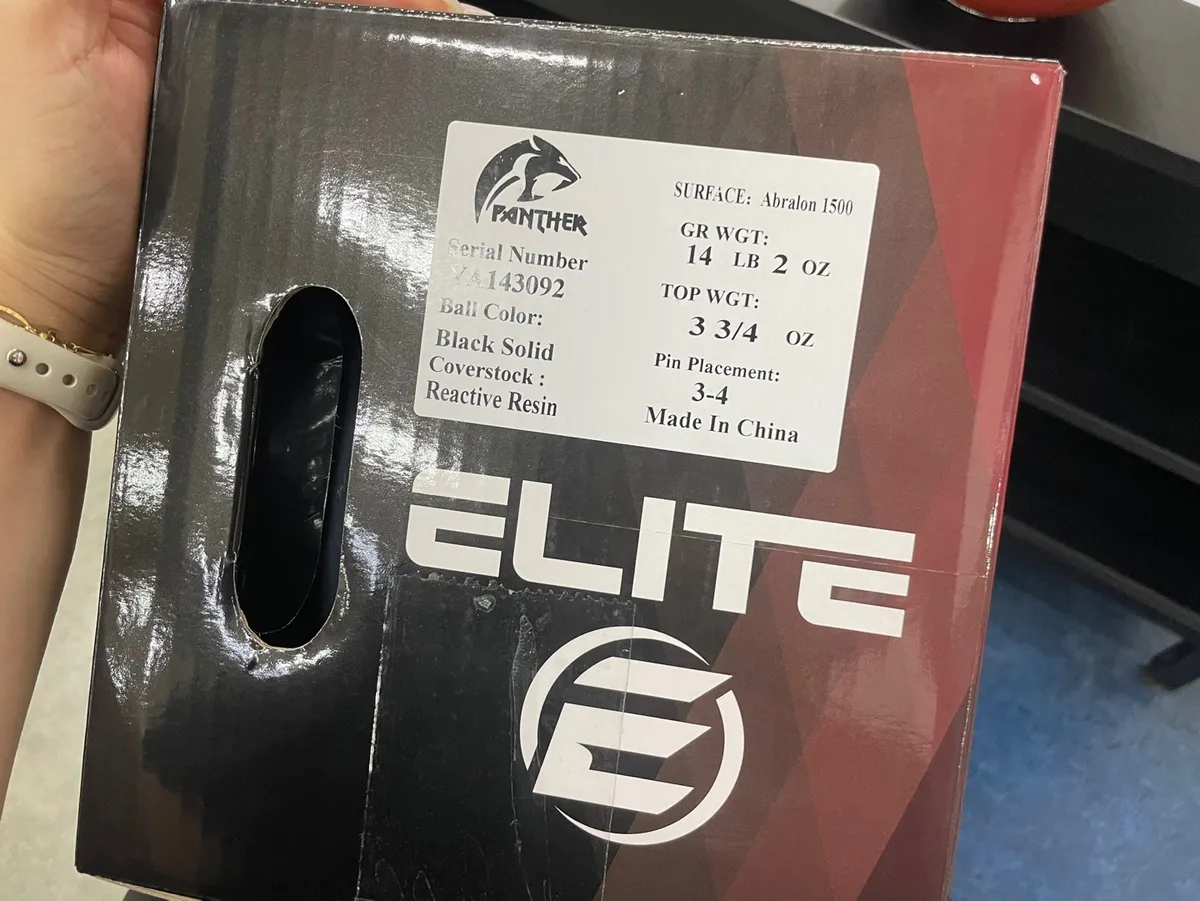 PANTHER
Serial Number
YA143092
Ball Color:
Black Solid
Coverstock :
Reactive Resin
SURFACE: Abralon 1500
GR WGT:
14 LB 2 OZ
TOP WGT:
3 3/4 OZ
Pin Placement:
3-4
Made In China
ELITE
E